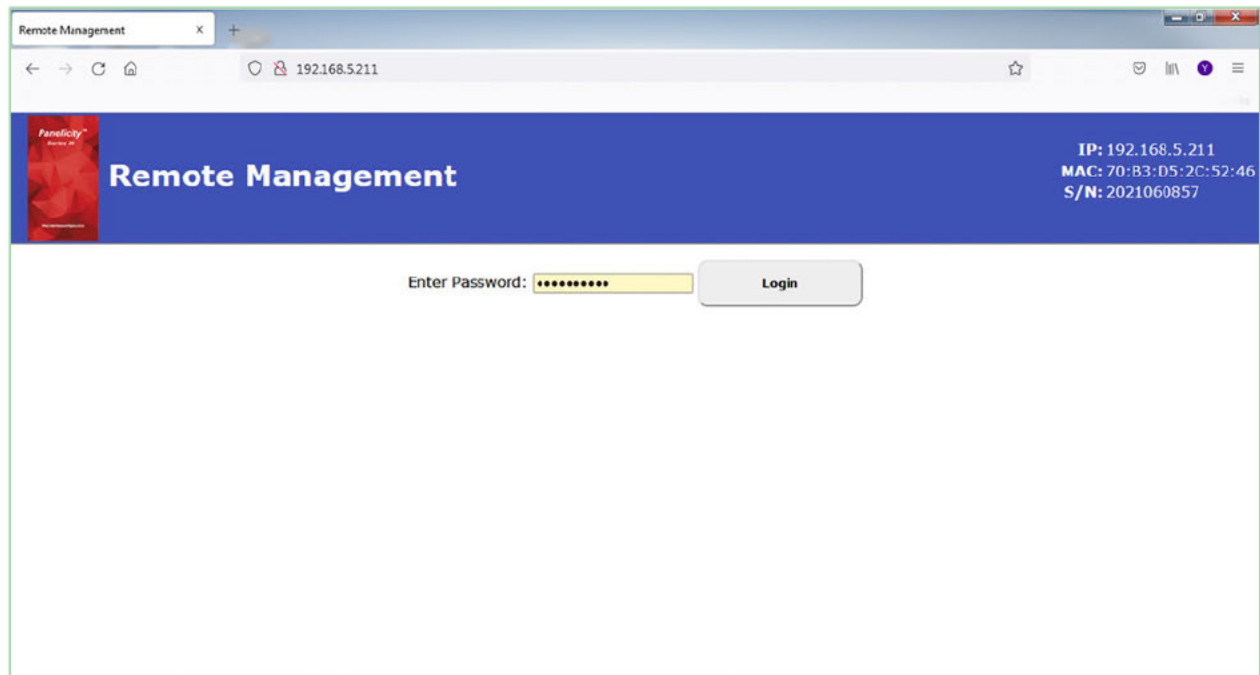 Remote Management X +
192.168.5.211
Panelicity™
Remote Management
IP: 192.168.5.211
MAC: 70:B3:D5:2C:52:46
S/N: 2021060857
Enter Password: ●●●●●●●●●● Login